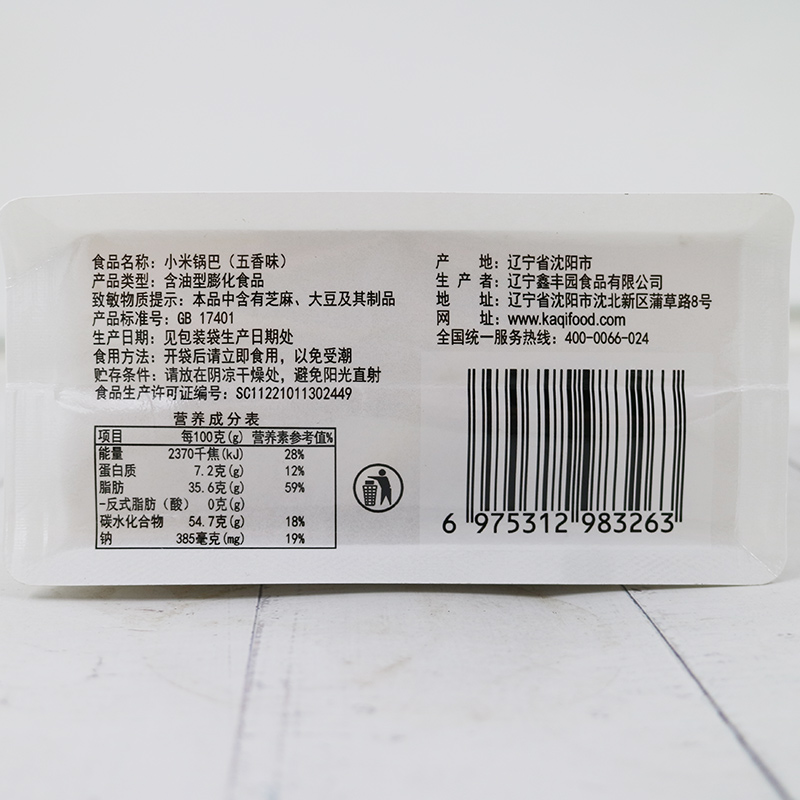 食品名称：小米锅巴（五香味）
产品类型：含油型膨化食品
致敏物质提示：本品中含有芝麻、大豆及其制品
产品标准号：GB 17401
生产日期：见包装袋生产日期处
食用方法：开袋后请立即食用，以免受潮
贮存条件：请放在阴凉干燥处，避免阳光直射
食品生产许可证编号：SC11221011302449
营养成分表
项目 每100克(g) 营养素参考值%
能量 2370千焦(kJ) 28%
蛋白质 7.2克(g) 12%
脂肪 35.6克(g) 59%
-反式脂肪（酸） 0克(g)
碳水化合物 54.7克(g) 18%
钠 385毫克(mg) 19%
产 地：辽宁省沈阳市
生 产 者：辽宁鑫丰园食品有限公司
地 址：辽宁省沈阳市沈北新区蒲草路8号
网 址：www.kaqifood.com
全国统一服务热线：400-0066-024
6 975312 983263